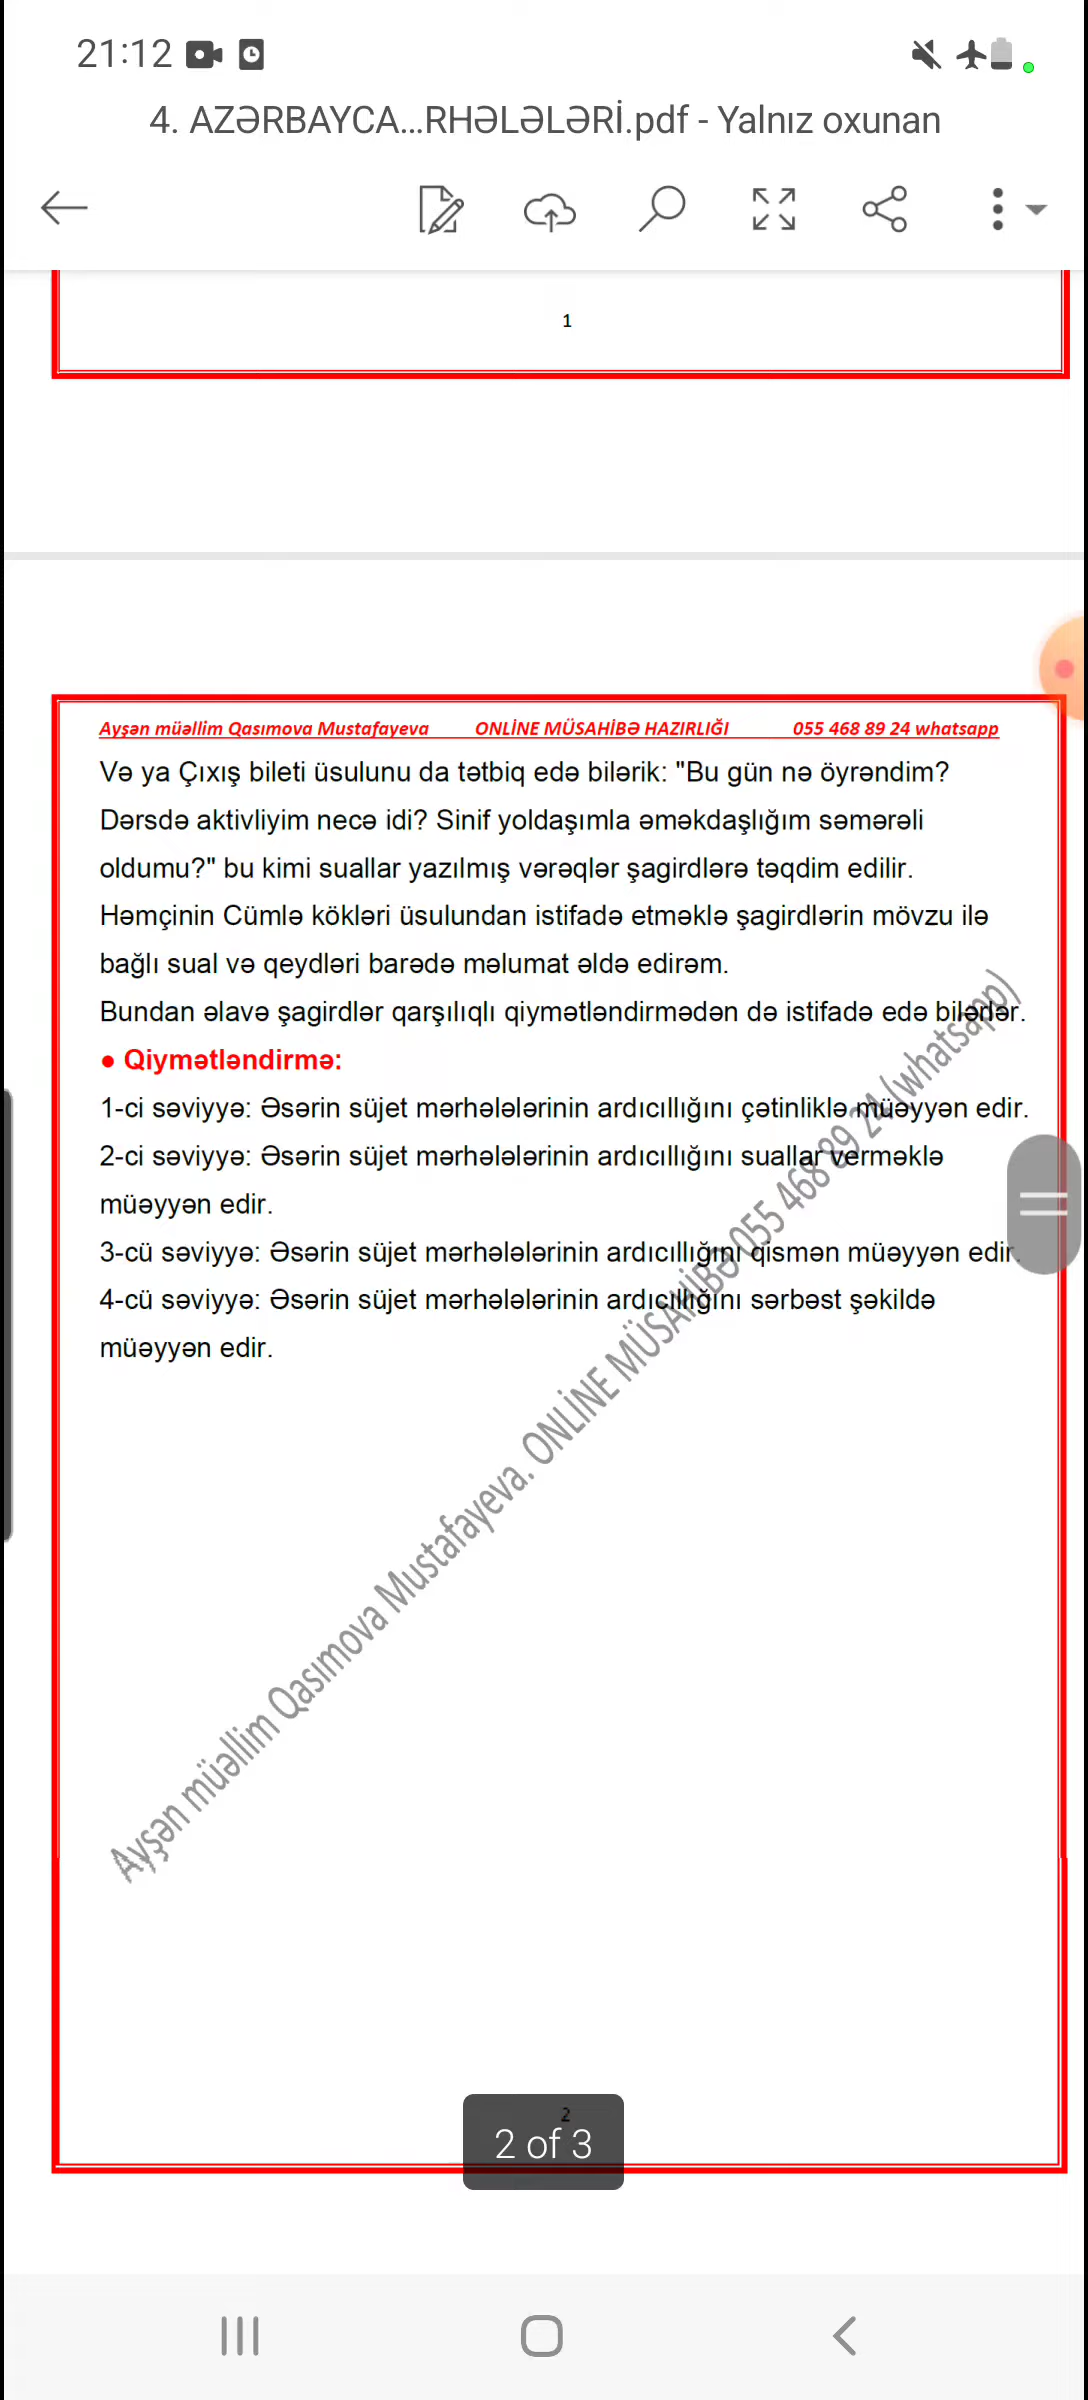 21:12
4. AZƏRBAYCA...RHƏLƏLƏRİ.pdf - Yalnız oxunan
1
Ayşən müəllim Qasımova Mustafayeva ONLİNE MÜSAHİBƏ HAZIRLIĞI 055 468 89 24 whatsapp
Və ya Çıxış bileti üsulunu da tətbiq edə bilərik: "Bu gün nə öyrəndim?
Dərsdə aktivliyim necə idi? Sinif yoldaşımla əməkdaşlığım səmərəli
oldumu?" bu kimi suallar yazılmış vərəqlər şagirdlərə təqdim edilir.
Həmçinin Cümlə kökləri üsulundan istifadə etməklə şagirdlərin mövzu ilə
bağlı sual və qeydləri barədə məlumat əldə edirəm.
Bundan əlavə şagirdlər qarşılıqlı qiymətləndirmədən də istifadə edə bilərlər.
● Qiymətləndirmə:
1-ci səviyyə: Əsərin süjet mərhələlərinin ardıcıllığını çətinliklə müəyyən edir.
2-ci səviyyə: Əsərin süjet mərhələlərinin ardıcıllığını suallar verməklə
müəyyən edir.
3-cü səviyyə: Əsərin süjet mərhələlərinin ardıcıllığını qismən müəyyən edir.
4-cü səviyyə: Əsərin süjet mərhələlərinin ardıcıllığını sərbəst şəkildə
müəyyən edir.
Ayşən müəllim Qasımova Mustafayeva. ONLİNE MÜSAHİBƏ 055 468 89 24 (whatsapp)
2
2 of 3